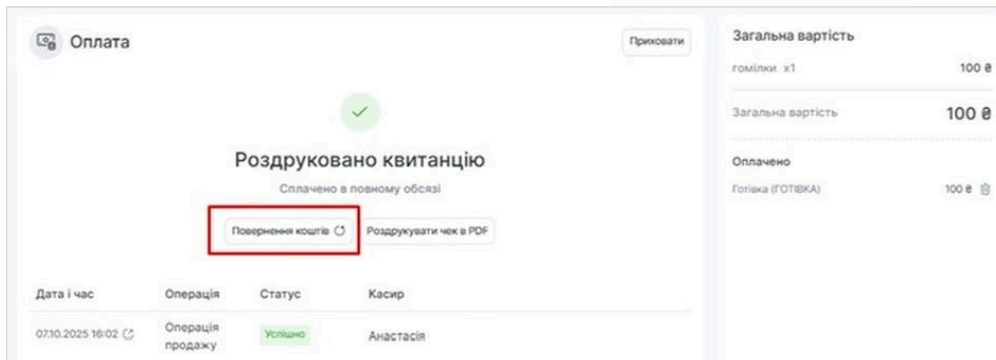 Оплата
Приховати
Роздруковано квитанцію
Сплачено в повному обсязі
Повернення коштів
Роздрукувати чек в PDF
Дата і час Операція Статус Касир
07.10.2025 16:02 Операція продажу Успішно Анастасія
Загальна вартість
гомілки x1 100 ₴
Загальна вартість 100 ₴
Оплачено
Готівка (ГОТІВКА) 100 ₴